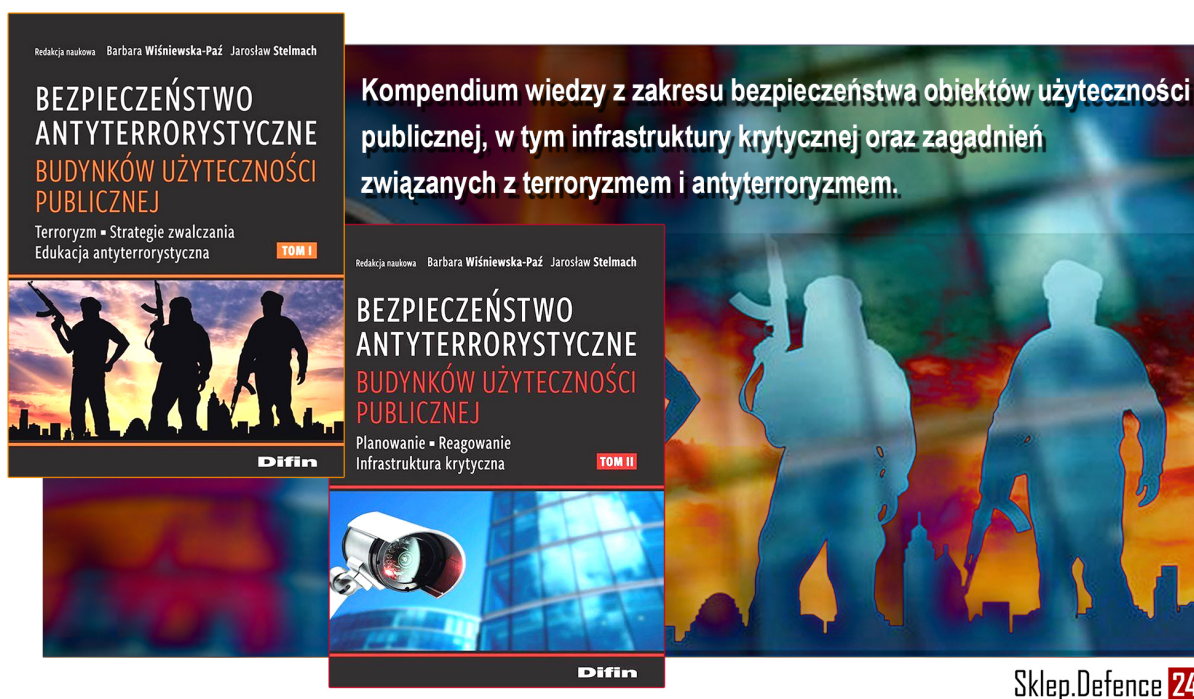 Redakcja naukowa Barbara Wiśniewska-Paź Jarosław Stelmach
BEZPIECZEŃSTWO
ANTYTERRORYSTYCZNE
BUDYNKÓW UŻYTECZNOŚCI
PUBLICZNEJ
Terroryzm ▪ Strategie zwalczania
Edukacja antyterrorystyczna TOM I
Difin
Kompendium wiedzy z zakresu bezpieczeństwa obiektów użyteczności
publicznej, w tym infrastruktury krytycznej oraz zagadnień
związanych z terroryzmem i antyterroryzmem.
Redakcja naukowa Barbara Wiśniewska-Paź Jarosław Stelmach
BEZPIECZEŃSTWO
ANTYTERRORYSTYCZNE
BUDYNKÓW UŻYTECZNOŚCI
PUBLICZNEJ
Planowanie ▪ Reagowanie
Infrastruktura krytyczna TOM II
Difin
Sklep.Defence 24